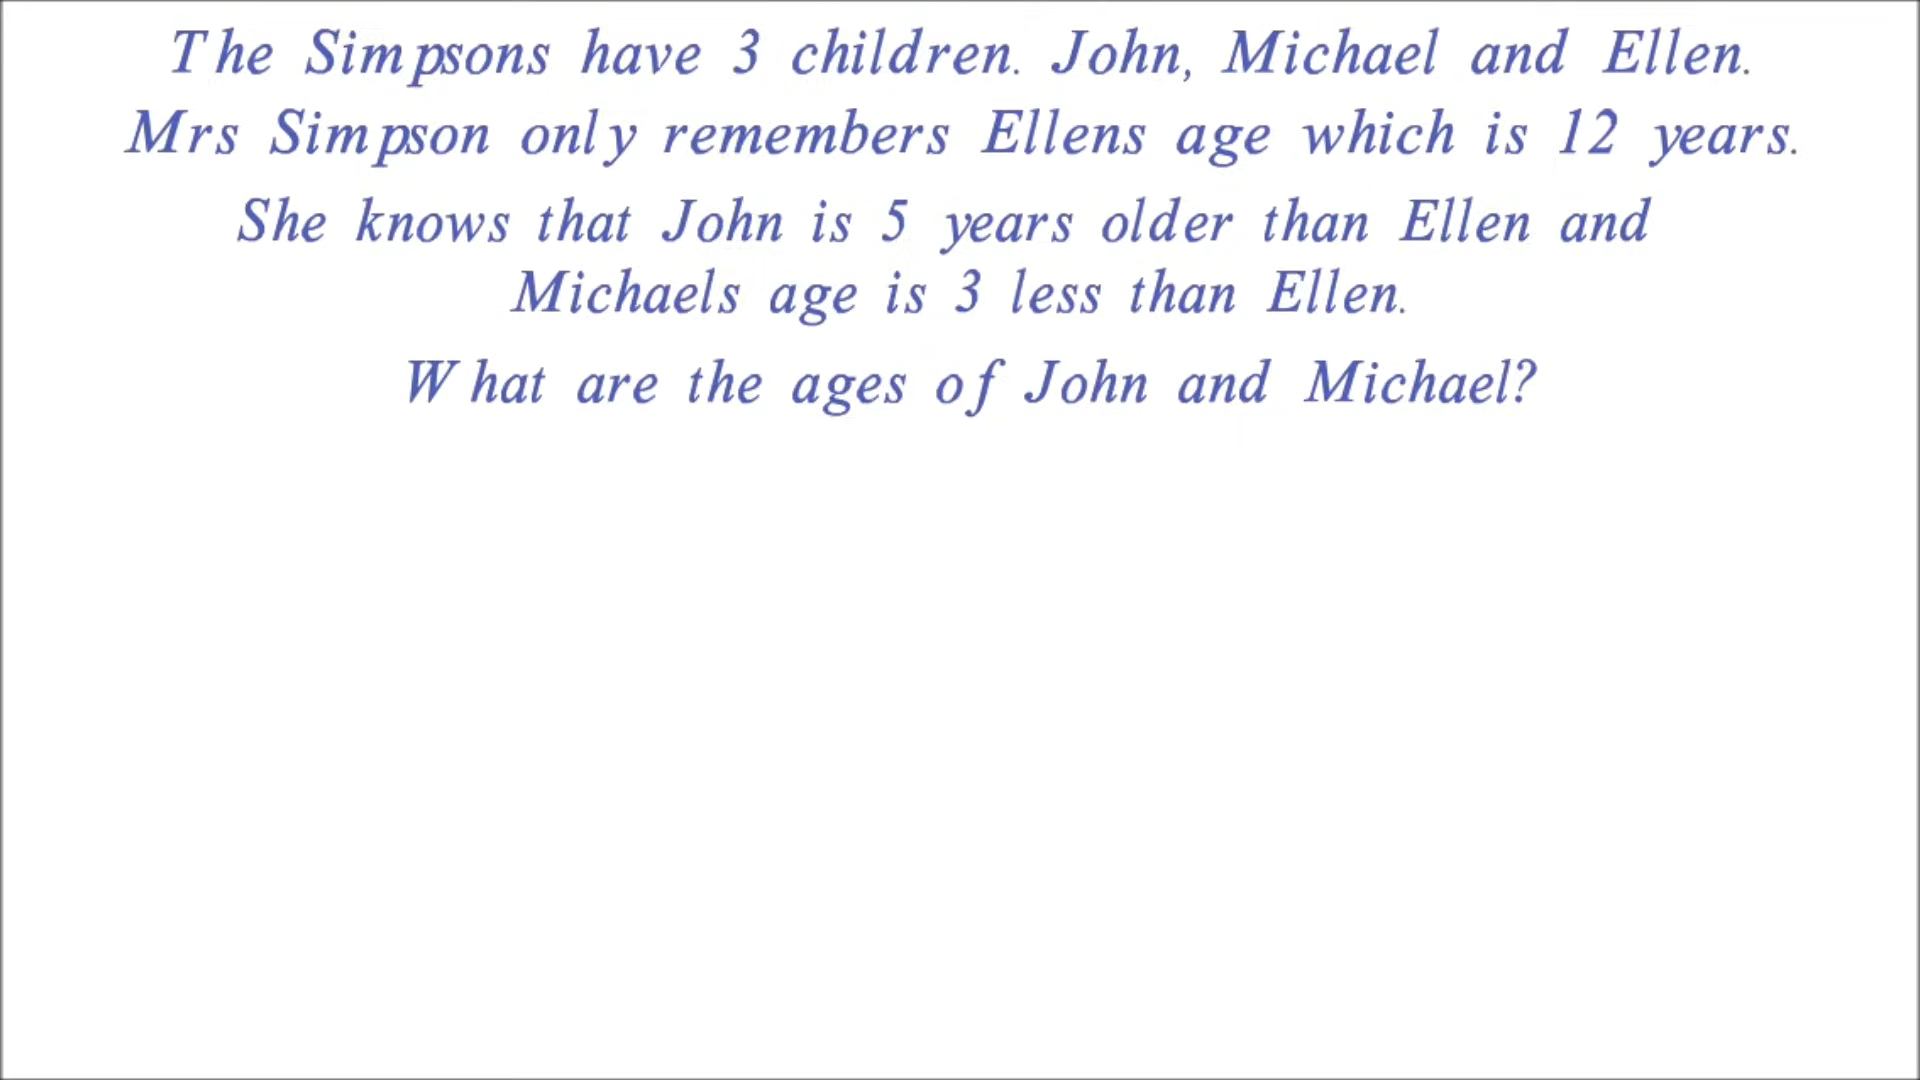 The Simpsons have 3 children. John, Michael and Ellen.
Mrs Simpson only remembers Ellens age which is 12 years.
She knows that John is 5 years older than Ellen and
Michaels age is 3 less than Ellen.
What are the ages of John and Michael?